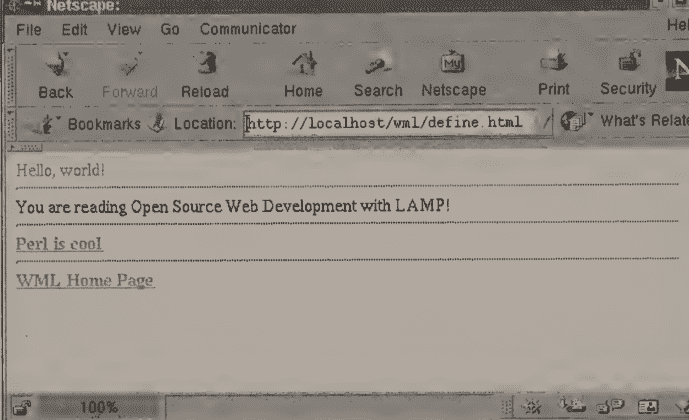 Netscape:
File Edit View Go Communicator Hel
Back Forward Reload Home Search Netscape Print Security
My
N
Bookmarks Location: http://localhost/wml/define.html What's Relate
Hello, world!
You are reading Open Source Web Development with LAMP!
Perl is cool
WML Home Page
100%